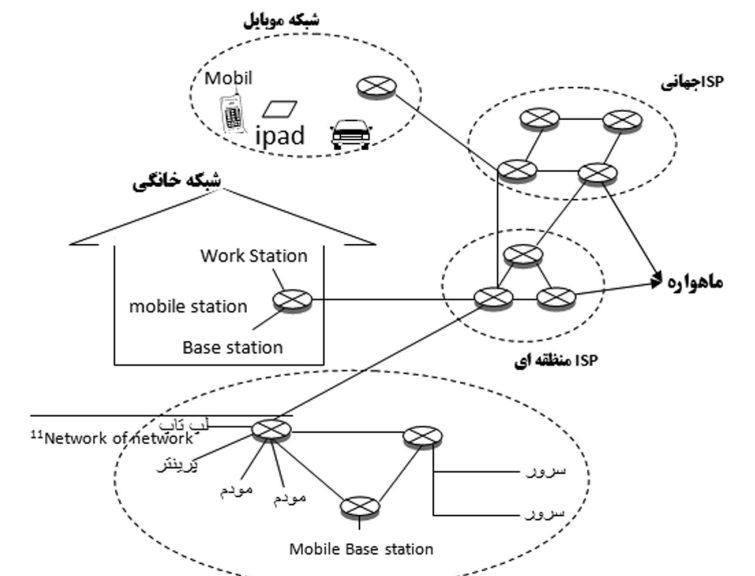 شبکه موبایل
Mobil
ipad
ISPجهانی
شبکه خانگی
Work Station
mobile station
Base station
ماهواره
ISP منظقه ای
لپ تاپ
11Network of network
پرینتر
مودم
مودم
سرور
سرور
Mobile Base station